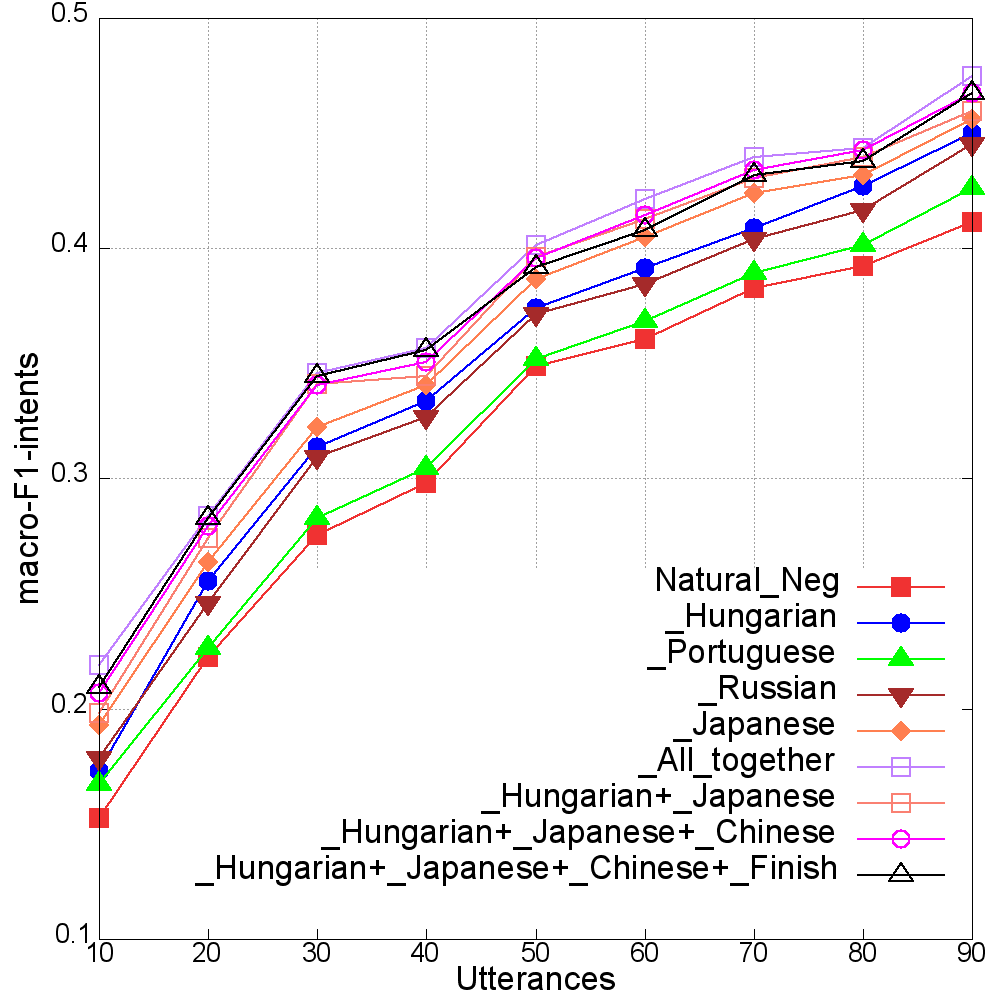 0.5
0.4
0.3
0.2
0.1
macro-F1-intents
Natural_Neg
_Hungarian
_Portuguese
_Russian
_Japanese
_All_together
_Hungarian+_Japanese
_Hungarian+_Japanese+_Chinese
_Hungarian+_Japanese+_Chinese+_Finish
10 20 30 40 50 60 70 80 90
Utterances